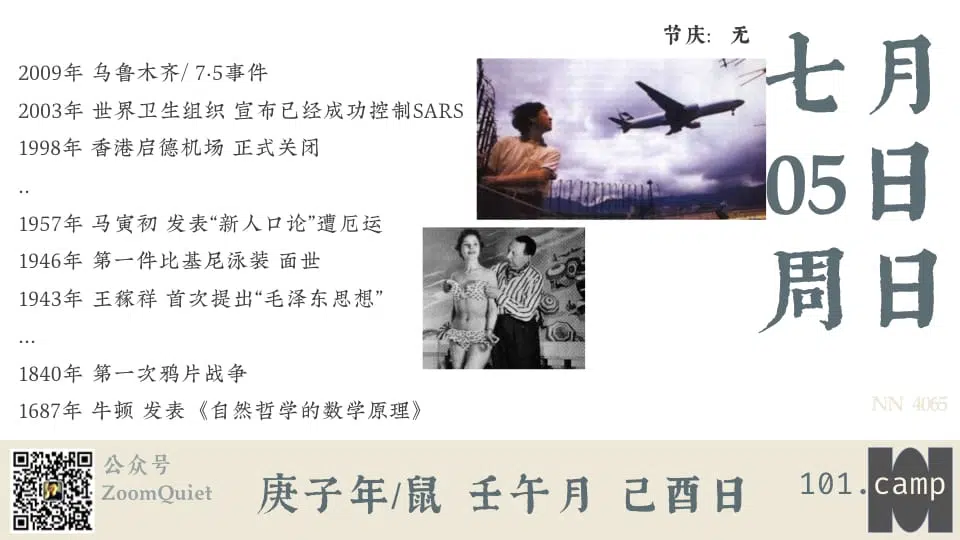 节庆: 无
七月
05日
周日
2009年 乌鲁木齐/ 7·5事件
2003年 世界卫生组织 宣布已经成功控制SARS
1998年 香港启德机场 正式关闭
..
1957年 马寅初 发表“新人口论”遭厄运
1946年 第一件比基尼泳装 面世
1943年 王稼祥 首次提出“毛泽东思想”
...
1840年 第一次鸦片战争
1687年 牛顿 发表《自然哲学的数学原理》
NN 4065
公众号
ZoomQuiet
庚子年/鼠 壬午月 己酉日
101.camp